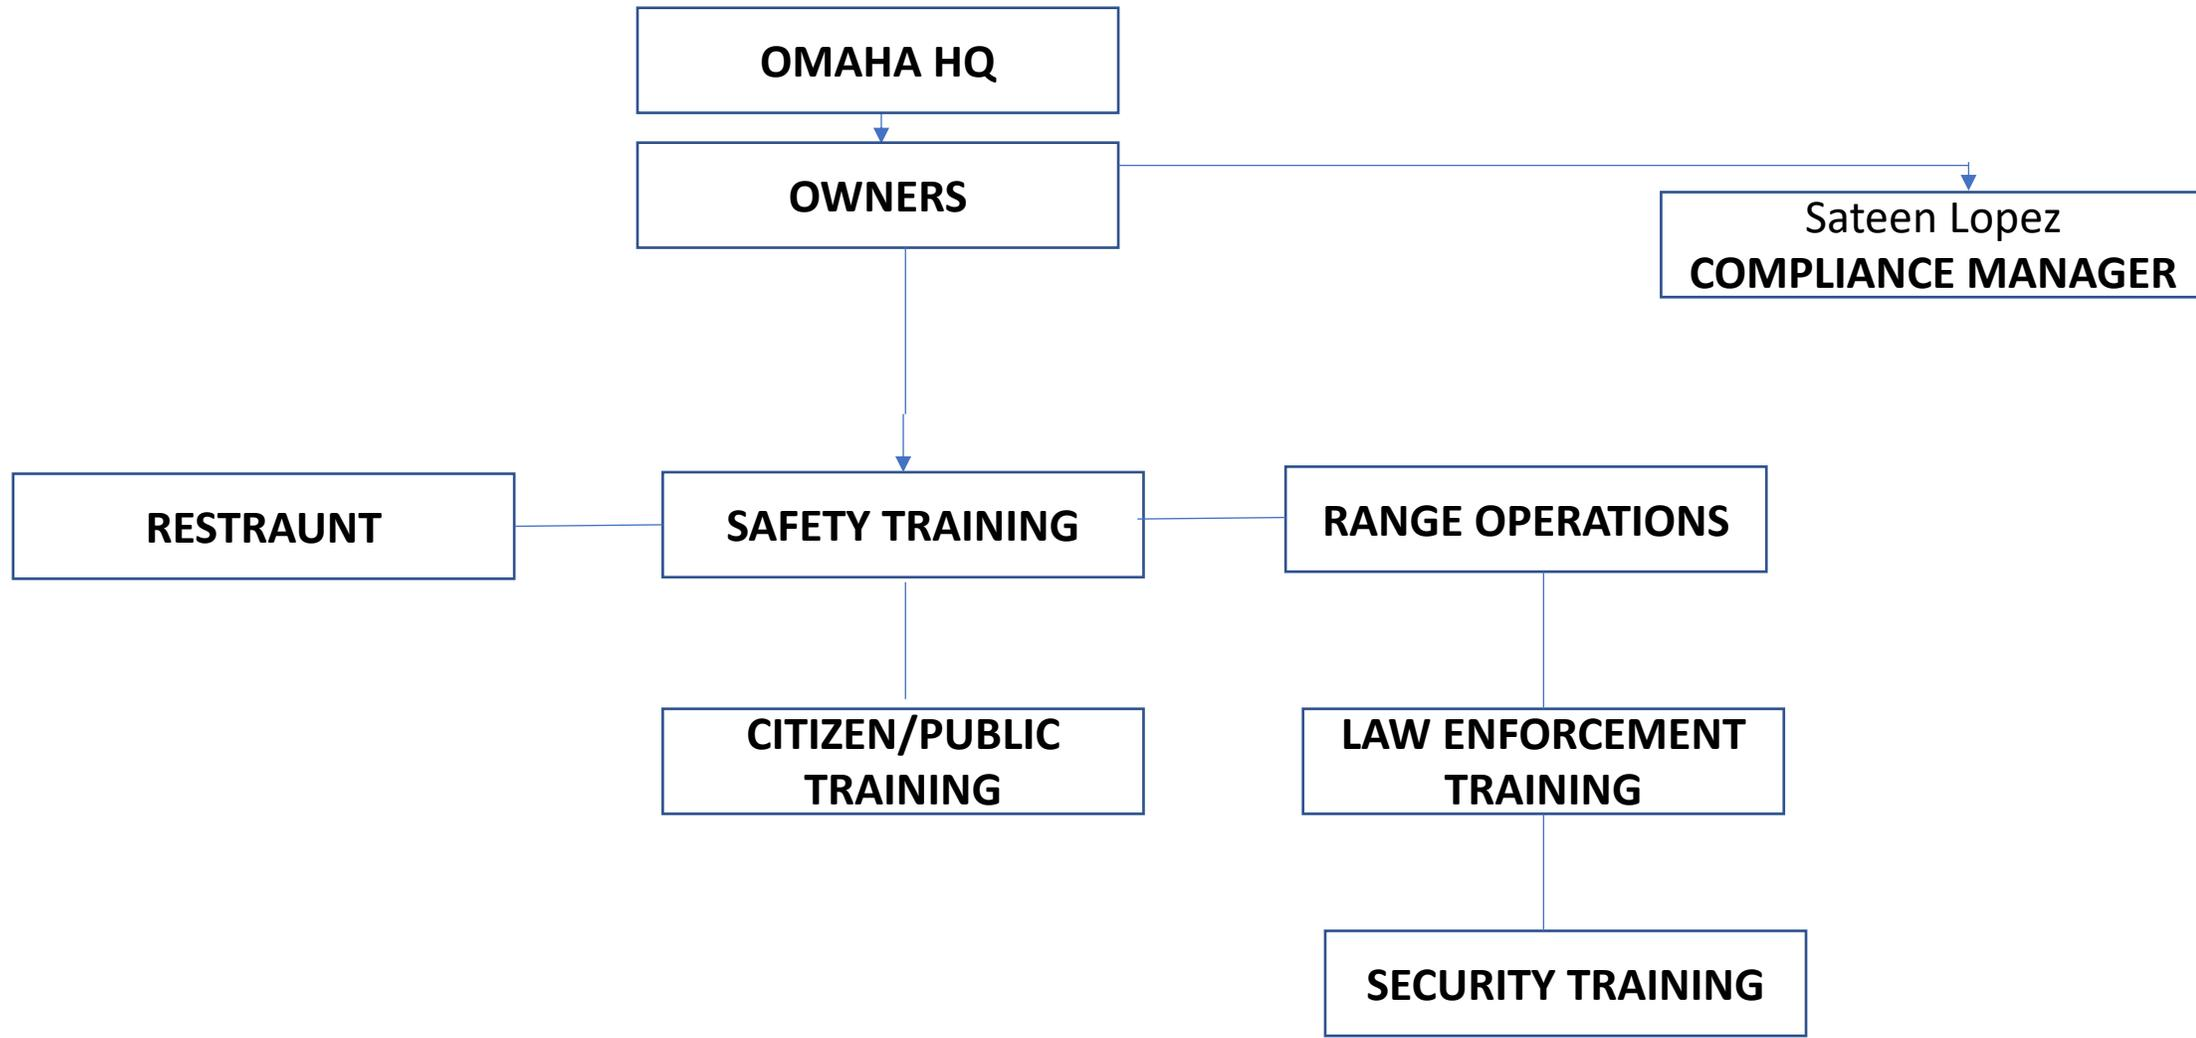 OMAHA HQ
OWNERS
Sateen Lopez
COMPLIANCE MANAGER
RESTRAUNT
SAFETY TRAINING
RANGE OPERATIONS
CITIZEN/PUBLIC
TRAINING
LAW ENFORCEMENT
TRAINING
SECURITY TRAINING